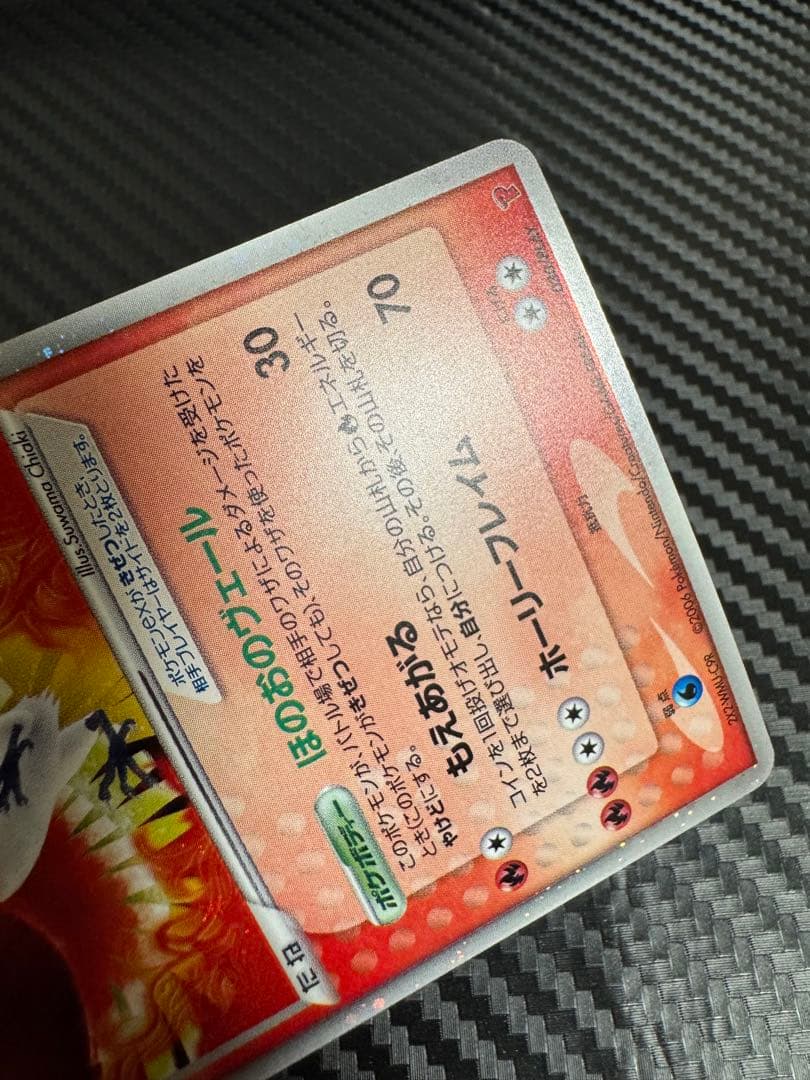 たね
Illus.Suwama Chiaki
ポケモンexがきぜつしたとき、
相手プレイヤーはサイドを2枚とります。
ポケボディー
ほのおのヴェール
このポケモンが、バトル場で相手のワザによるダメージを受けた
ときにこのポケモンがきぜつしても、そのワザを使ったポケモンを
やけどにする。
もえあがる 30
コインを1回投げオモテなら、自分の山札からエネルギー
を2枚まで選び出し、自分につける。その後、その山札を切る。
ホーリーフレイム 70
弱点
抵抗力
にげる
©2006 Pokémon/Nintendo/Creatures